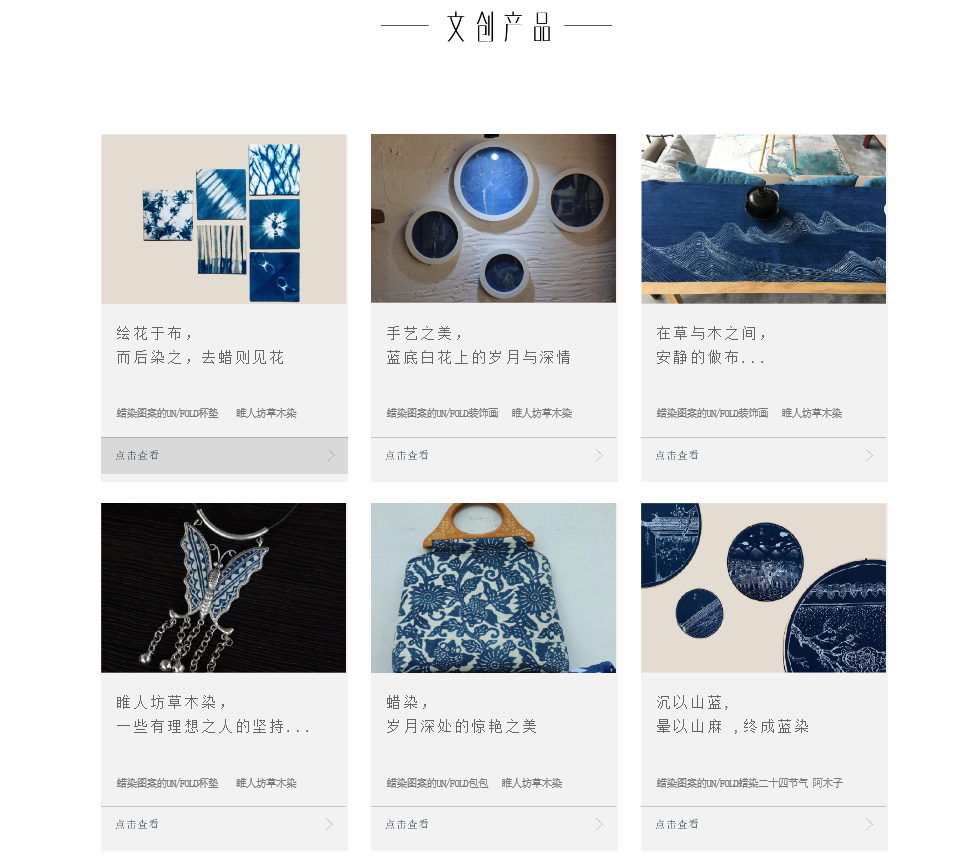 文创产品
绘花于布，
而后染之，去蜡则见花
蜡染图案的UN/FOLD杯垫 睢人坊草木染
点击查看
手艺之美，
蓝底白花上的岁月与深情
蜡染图案的UN/FOLD装饰画 睢人坊草木染
点击查看
在草与木之间，
安静的做布...
蜡染图案的UN/FOLD装饰画 睢人坊草木染
点击查看
睢人坊草木染，
一些有理想之人的坚持...
蜡染图案的UN/FOLD杯垫 睢人坊草木染
点击查看
蜡染，
岁月深处的惊艳之美
蜡染图案的UN/FOLD包包 睢人坊草木染
点击查看
沉以山蓝,
晕以山麻 ,终成蓝染
蜡染图案的UN/FOLD蜡染二十四节气 阿木子
点击查看